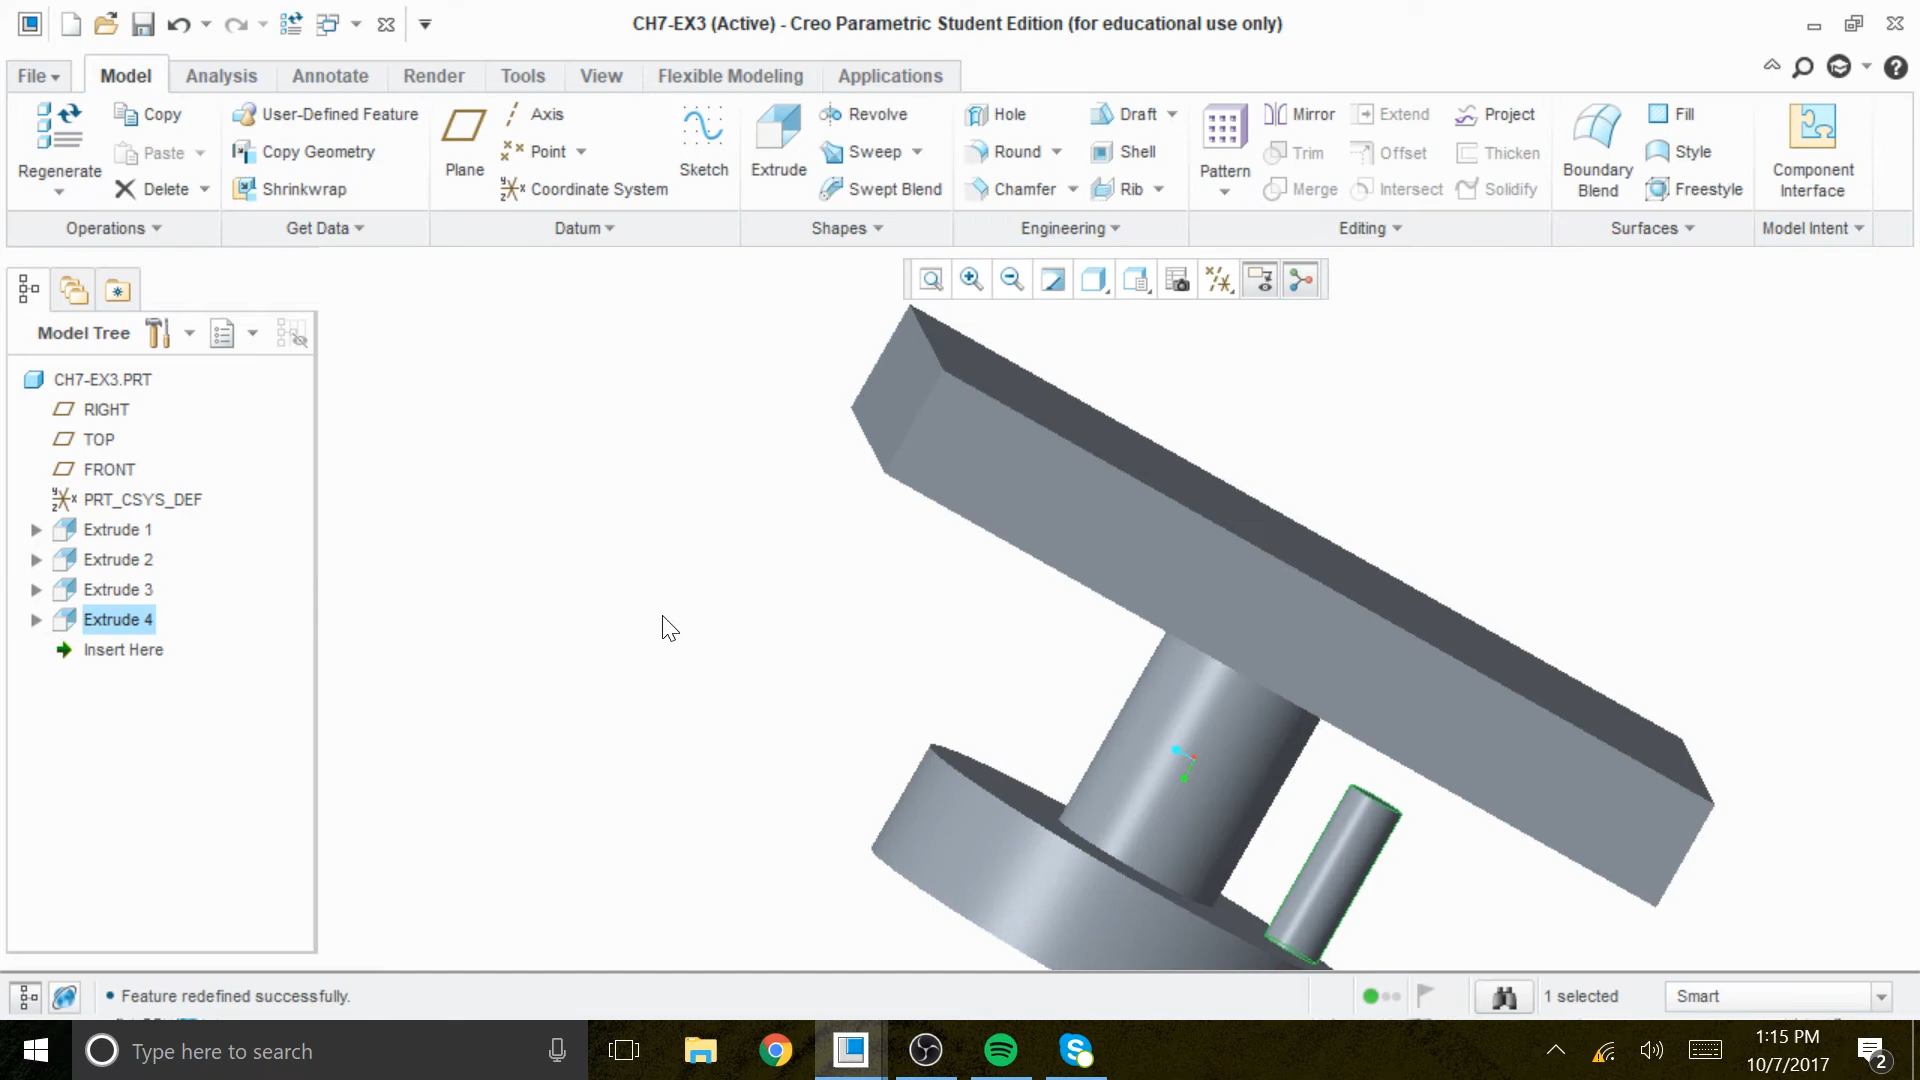 CH7-EX3 (Active) - Creo Parametric Student Edition (for educational use only)
File Model Analysis Annotate Render Tools View Flexible Modeling Applications
Regenerate
Copy
Paste
Delete
Operations
User-Defined Feature
Copy Geometry
Shrinkwrap
Get Data
Plane
Axis
Point
Coordinate System
Sketch
Datum
Extrude
Revolve
Sweep
Swept Blend
Shapes
Hole
Round
Chamfer
Draft
Shell
Rib
Engineering
Pattern
Mirror
Trim
Merge
Extend
Offset
Intersect
Project
Thicken
Solidify
Editing
Boundary
Blend
Fill
Style
Freestyle
Surfaces
Component
Interface
Model Intent
Model Tree
CH7-EX3.PRT
RIGHT
TOP
FRONT
PRT_CSYS_DEF
Extrude 1
Extrude 2
Extrude 3
Extrude 4
Insert Here
Feature redefined successfully.
1 selected
Smart
Type here to search
1:15 PM
10/7/2017
2